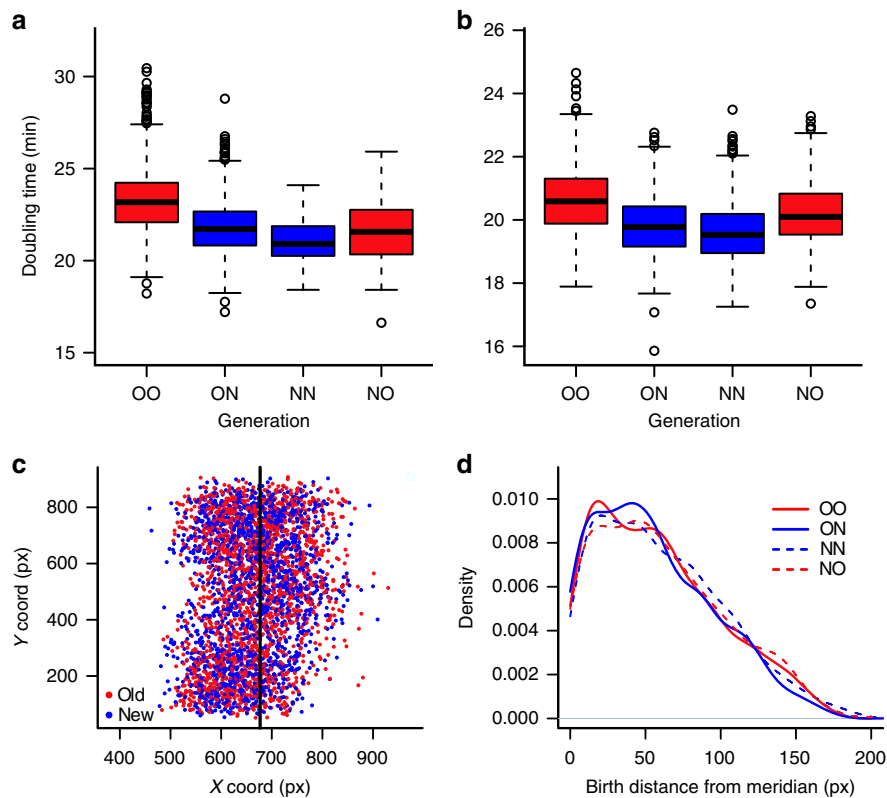 a
30
25
20
15
Doubling time (min)
OO ON NN NO
Generation
b
26
24
22
20
18
16
OO ON NN NO
Generation
c
800
600
400
200
Y coord (px)
Old
New
400 500 600 700 800 900
X coord (px)
d
0.010
0.008
0.006
0.004
0.002
0.000
Density
OO
ON
NN
NO
0 50 100 150 200
Birth distance from meridian (px)